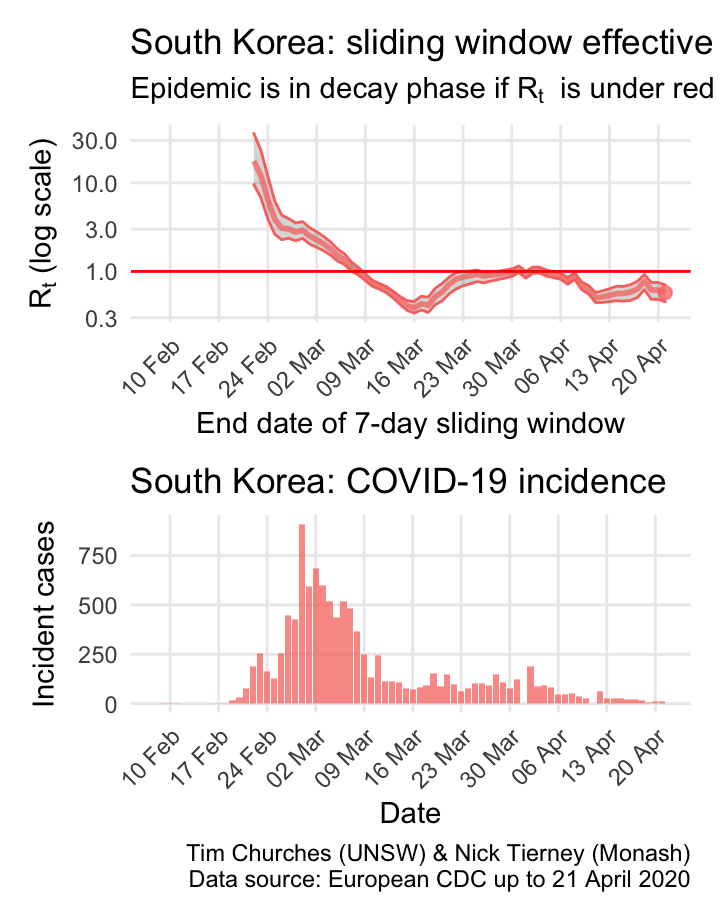 South Korea: sliding window effective
Epidemic is in decay phase if Rt is under red
30.0
10.0
3.0
1.0
0.3
Rt (log scale)
10 Feb
17 Feb
24 Feb
02 Mar
09 Mar
16 Mar
23 Mar
30 Mar
06 Apr
13 Apr
20 Apr
End date of 7-day sliding window
South Korea: COVID-19 incidence
750
500
250
0
Incident cases
10 Feb
17 Feb
24 Feb
02 Mar
09 Mar
16 Mar
23 Mar
30 Mar
06 Apr
13 Apr
20 Apr
Date
Tim Churches (UNSW) & Nick Tierney (Monash)
Data source: European CDC up to 21 April 2020